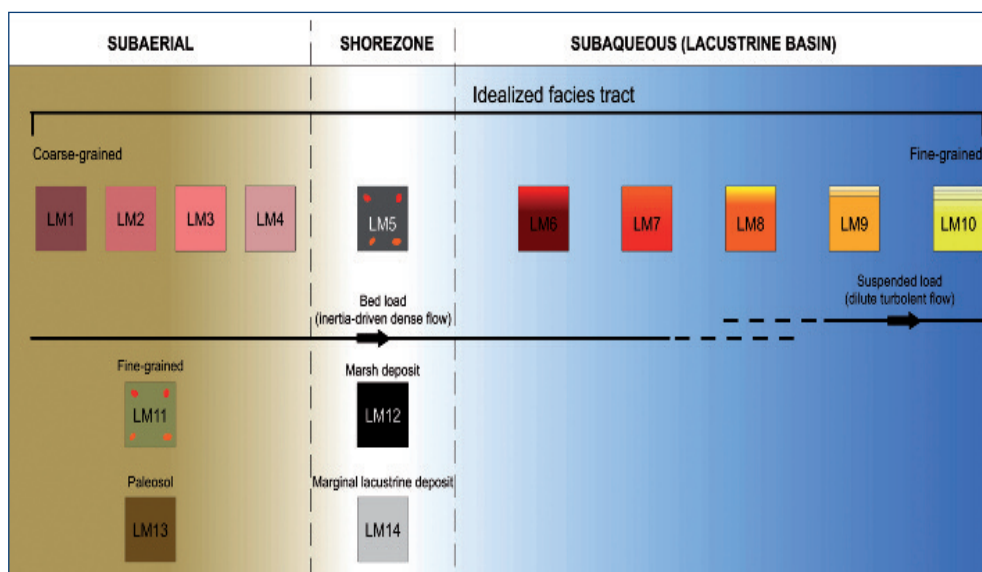 SUBAERIAL
SHOREZONE
SUBAQUEOUS (LACUSTRINE BASIN)
Idealized facies tract
Coarse-grained
Fine-grained
LM1
LM2
LM3
LM4
LM5
LM6
LM7
LM8
LM9
LM10
Bed load
(inertia-driven dense flow)
Suspended load
(dilute turbulent flow)
Fine-grained
LM11
Marsh deposit
LM12
Paleosol
LM13
Marginal lacustrine deposit
LM14